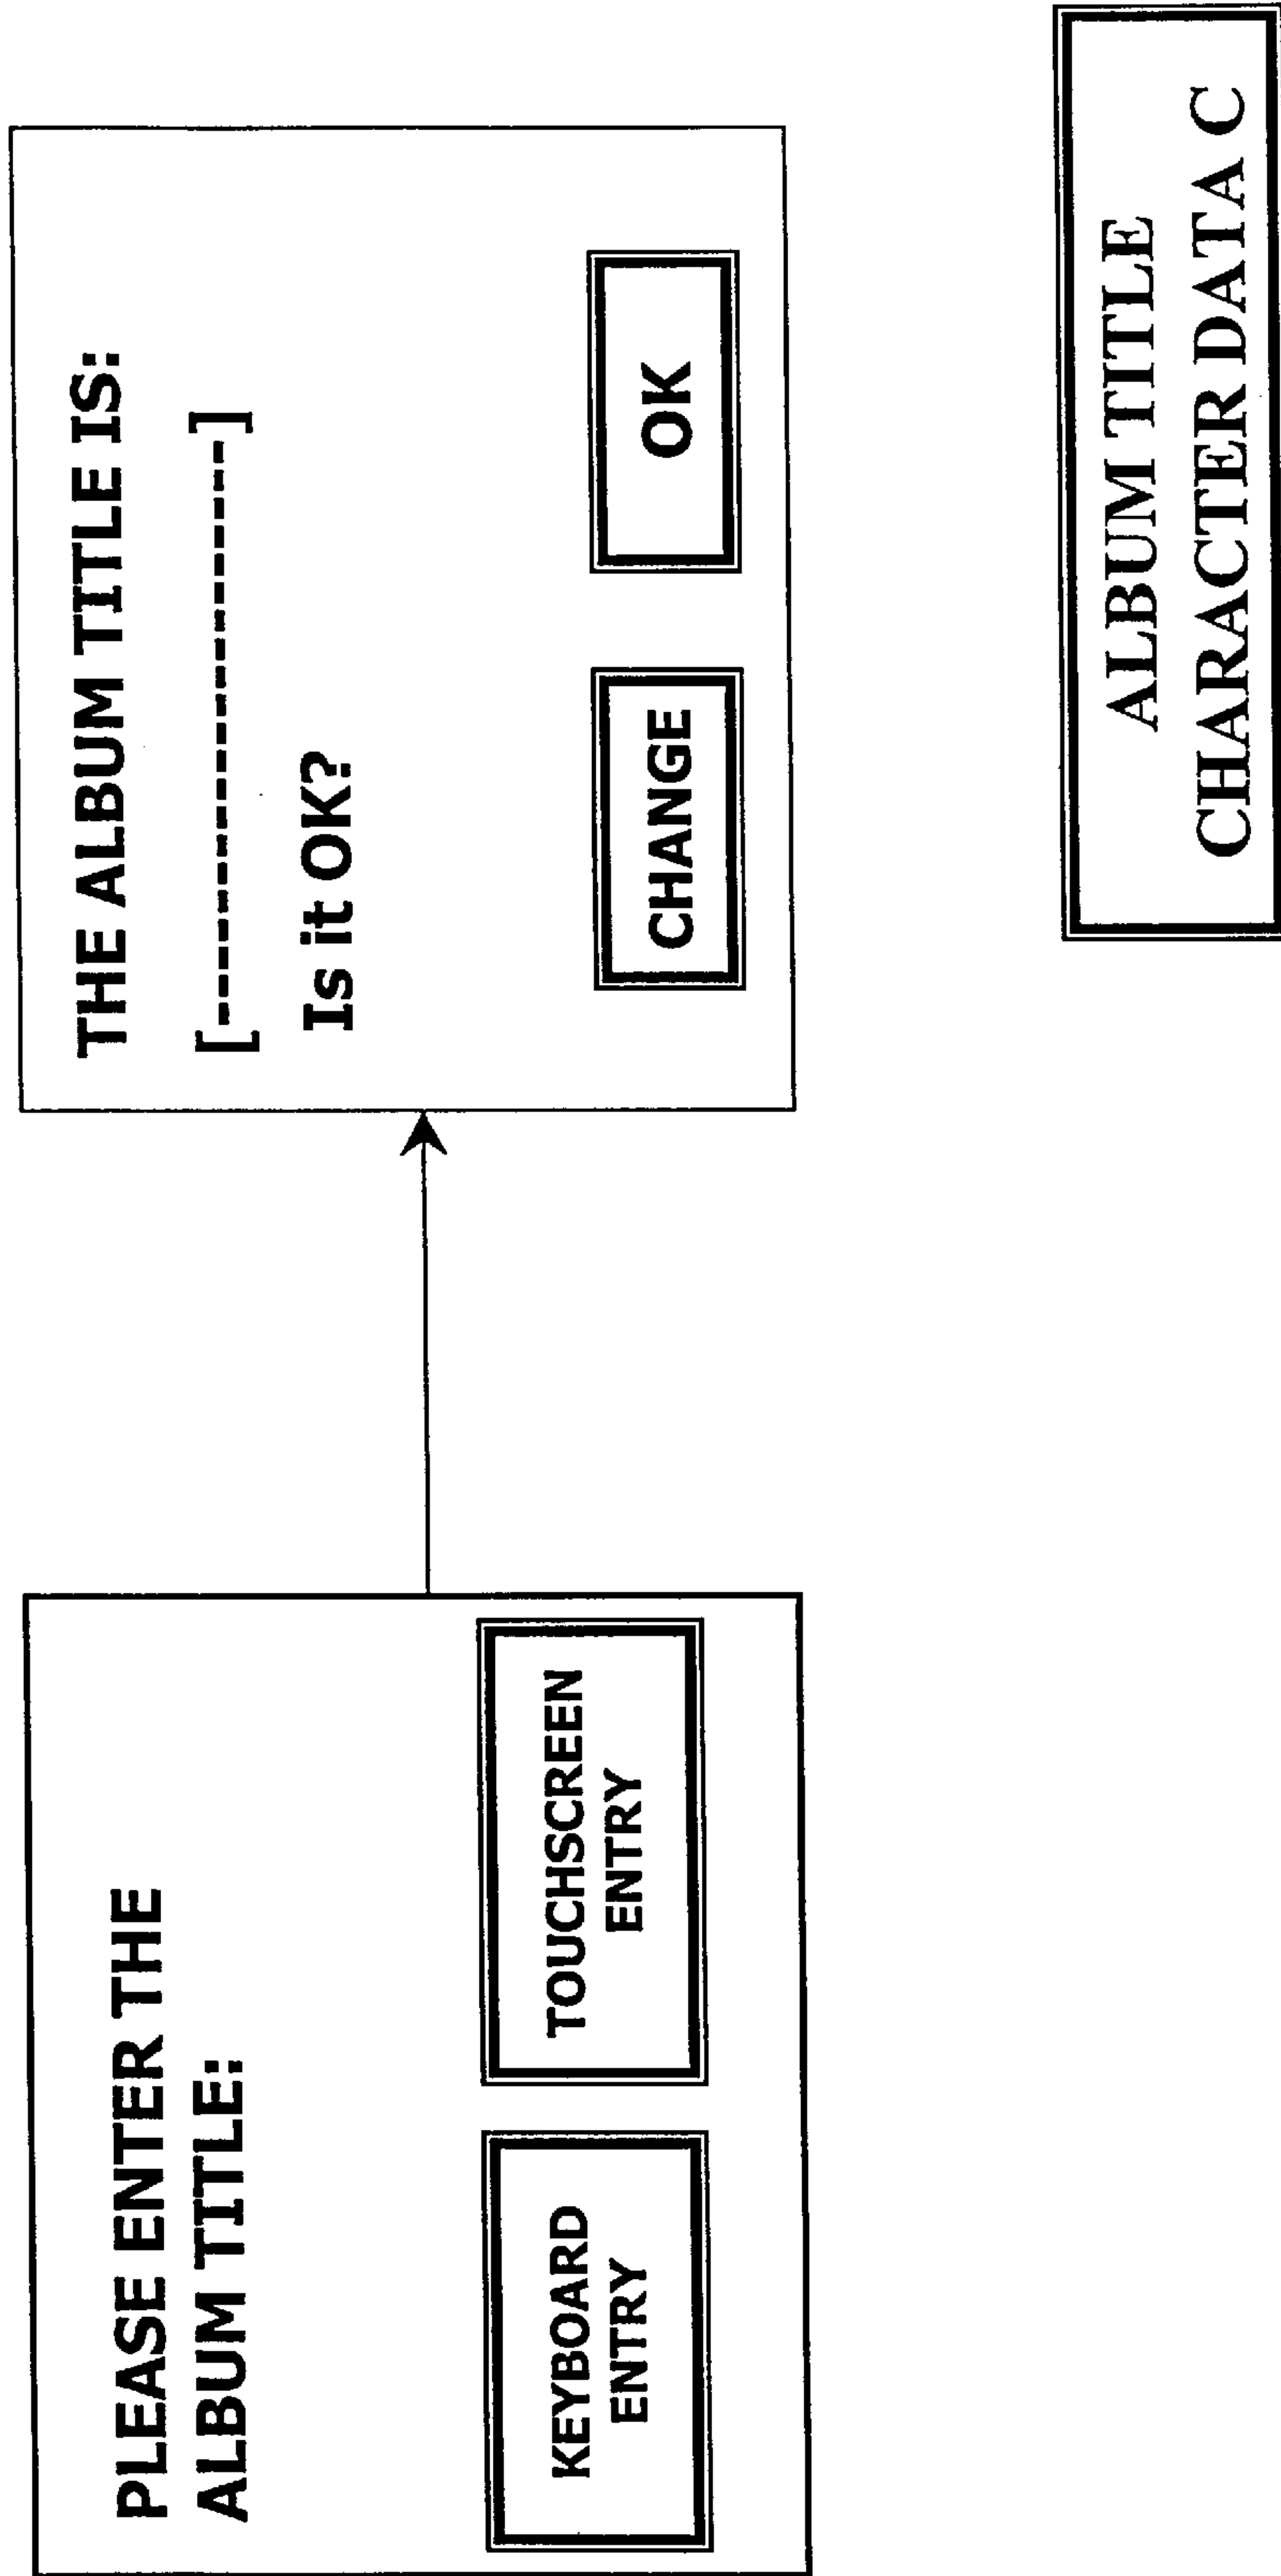 PLEASE ENTER THE
ALBUM TITLE:
KEYBOARD
ENTRY
TOUCHSCREEN
ENTRY
THE ALBUM TITLE IS:
[--------------------]
Is it OK?
CHANGE
OK
ALBUM TITLE
CHARACTER DATA C